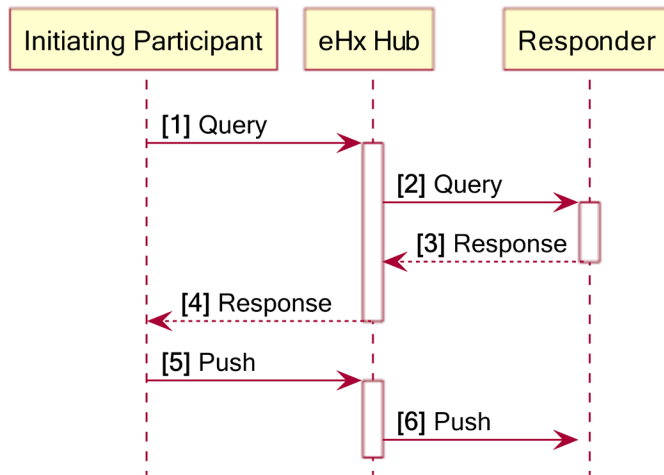 Initiating Participant
eHx Hub
Responder
[1] Query
[2] Query
[3] Response
[4] Response
[5] Push
[6] Push